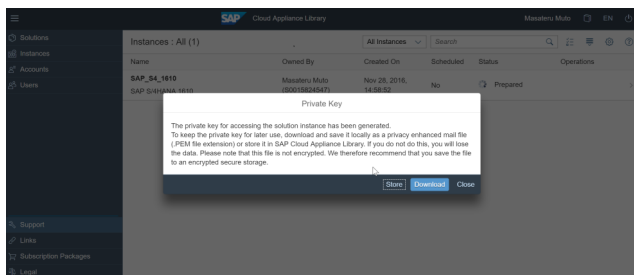 SAP Cloud Appliance Library Masateru Muto EN
Solutions
Instances
Accounts
Users
Support
Links
Subscription Packages
Legal
Instances : All (1) All Instances Search
Name Owned By Created On Scheduled Status Operations
SAP_S4_1610 Masateru Muto Nov 28, 2016, No Prepared
SAP S/4HANA 1610 (S0015824547) 14:58:52
Private Key
The private key for accessing the solution instance has been generated.
To keep the private key for later use, download and save it locally as a privacy enhanced mail file
(.PEM file extension) or store it in SAP Cloud Appliance Library. If you do not do this, you will lose
the data. Please note that this file is not encrypted. We therefore recommend that you save the file
to an encrypted secure storage.
Store Download Close